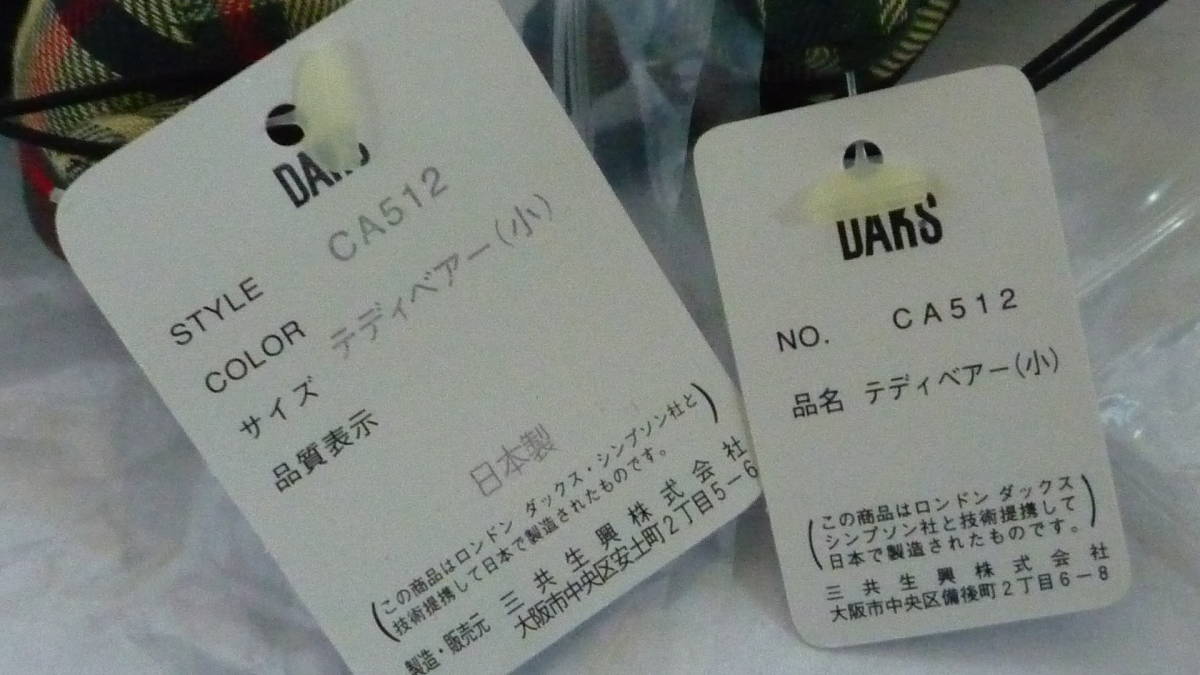 DAKS
STYLE CA512
COLOR テディベアー(小)
サイズ
品質表示
日本製
(この商品はロンドン ダックス・シンプソン社と
技術提携して日本で製造されたものです。)
製造・販売元 三共生興株式会社
大阪市中央区安土町2丁目5-6
DAKS
NO. CA512
品名 テディベアー(小)
(この商品はロンドン ダックス
シンプソン社と技術提携して
日本で製造されたものです。)
三共生興株式会社
大阪市中央区備後町2丁目6-8